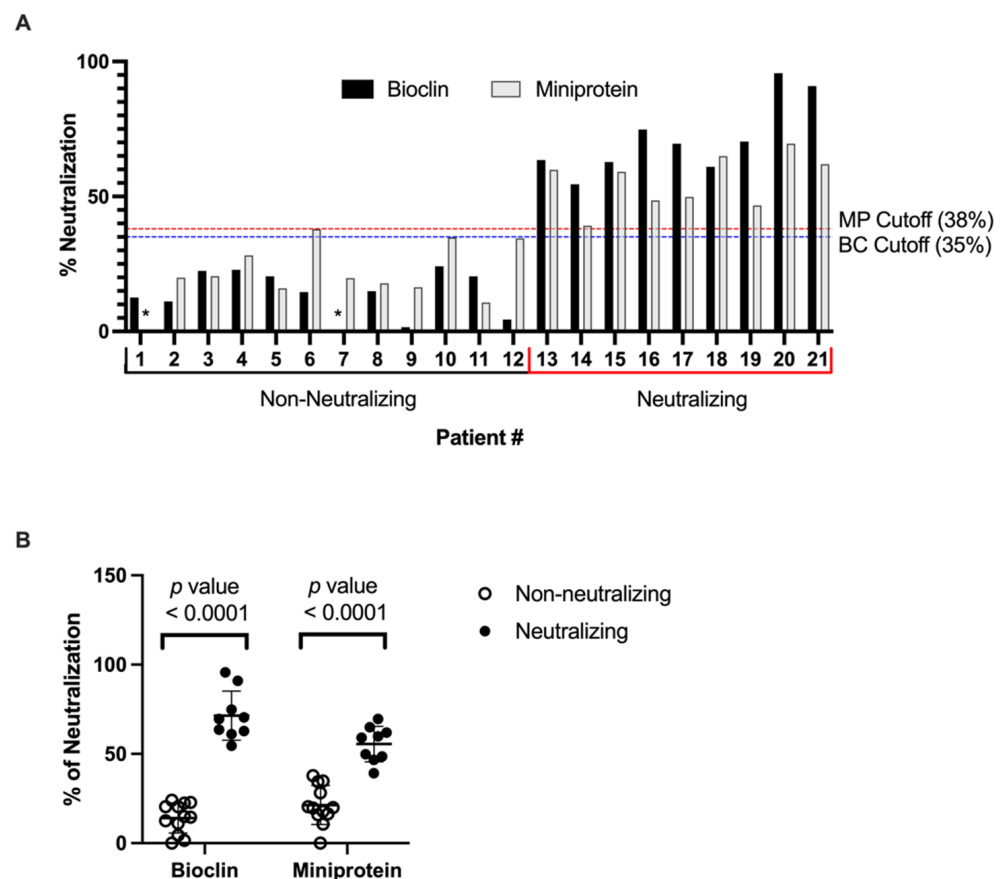 A
100
Bioclin
Miniprotein
% Neutralization
50
MP Cutoff (38%)
BC Cutoff (35%)
*
*
0
1 2 3 4 5 6 7 8 9 10 11 12 13 14 15 16 17 18 19 20 21
Non-Neutralizing
Neutralizing
Patient #
B
150
p value
< 0.0001
p value
< 0.0001
Non-neutralizing
Neutralizing
100
% of Neutralization
50
0
Bioclin
Miniprotein